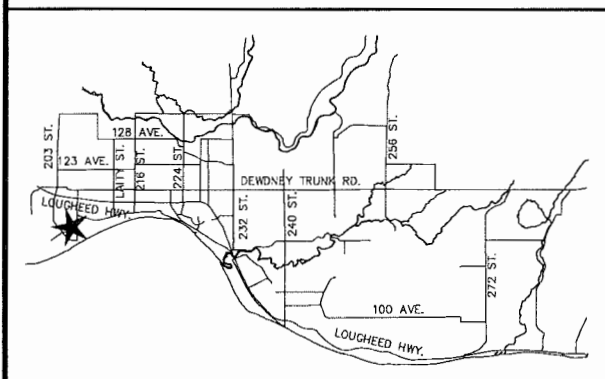 128 AVE.
203 ST.
123 AVE.
LAITY ST.
216 ST.
224 ST.
256 ST.
DEWDNEY TRUNK RD.
LOUGHEED HWY.
232 ST.
240 ST.
272 ST.
100 AVE.
LOUGHEED HWY.